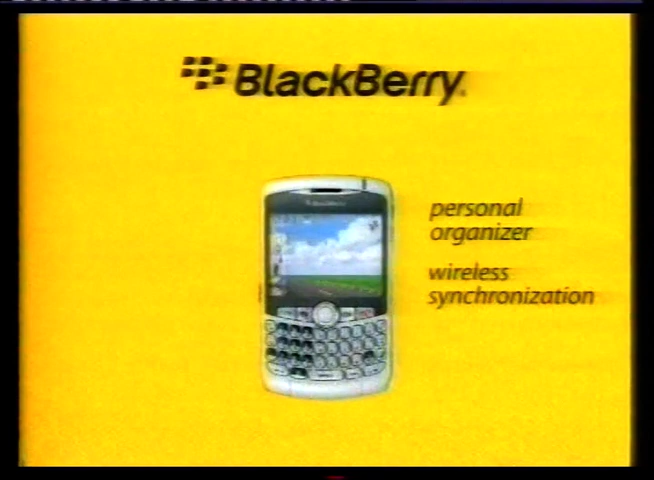 BlackBerry
personal
organizer
wireless
synchronization